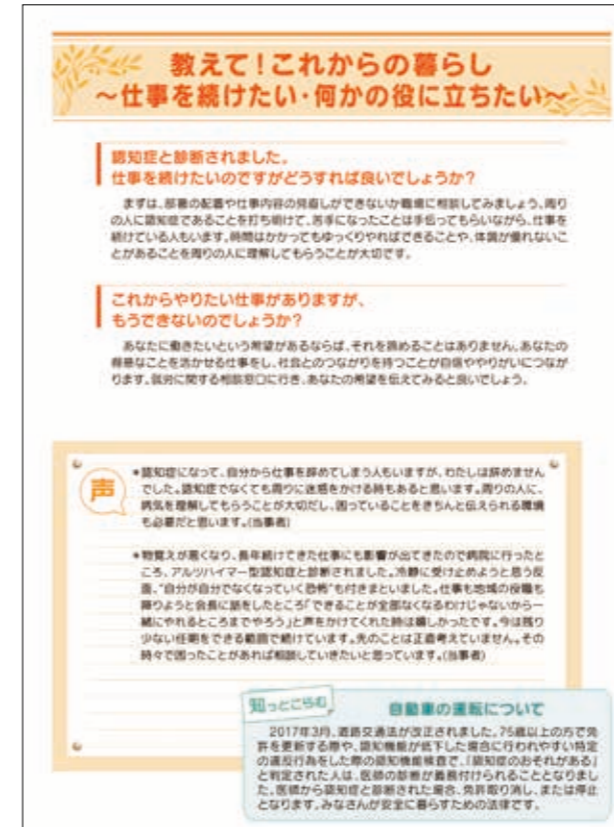 教えて!これからの暮らし
~仕事を続けたい・何かの役に立ちたい~
認知症と診断されました。
仕事を続けたいのですがどうすれば良いでしょうか?
まずは、部署の配置や仕事内容の見直しができないか職場に相談してみましょう。周り
の人に認知症であることを打ち明けて、苦手になったことは手伝ってもらいながら、仕事を
続けている人もいます。時間はかかってもゆっくりやればできることや、体調が優れないこ
とがあることを周りの人に理解してもらうことが大切です。
これからやりたい仕事がありますが、
もうできないのでしょうか?
あなたに働きたいという希望があるならば、それを諦めることはありません。あなたの
得意なことを活かせる仕事をし、社会とのつながりを持つことが自信ややりがいにつなが
ります。就労に関する相談窓口に行き、あなたの希望を伝えてみると良いでしょう。
声
*認知症になって、自分から仕事を辞めてしまう人もいますが、わたしは辞めません
でした。認知症でなくても周りに迷惑をかける時もあると思います。周りの人に、
病気を理解してもらうことが大切だし、困っていることをきちんと伝えられる環境
も必要だと思います。(当事者)
*物覚えが悪くなり、長年続けてきた仕事にも影響が出てきたので病院に行ったと
ころ、アルツハイマー型認知症と診断されました。冷静に受け止めようと思う反
面、"自分が自分でなくなっていく恐怖"も付きまといました。仕事も地域の役職も
降りようと会長に話をしたところ「できることが全部なくなるわけじゃないから一
緒にやれるところまでやろう」と声をかけてくれた時は嬉しかったです。今は残り
少ない任期をできる範囲で続けています。先のことは正直考えていません。その
時々で困ったことがあれば相談していきたいと思っています。(当事者)
知っとこらむ
自動車の運転について
2017年3月、道路交通法が改正されました。75歳以上の方で免
許を更新する際や、認知機能が低下した場合に行われやすい特定
の違反行為をした際の認知機能検査で、「認知症のおそれがある」
と判定された人は、医師の診断が義務付けられることとなりまし
た。医師から認知症と診断された場合、免許取り消し、または停止
となります。みなさんが安全に暮らすための法律です。